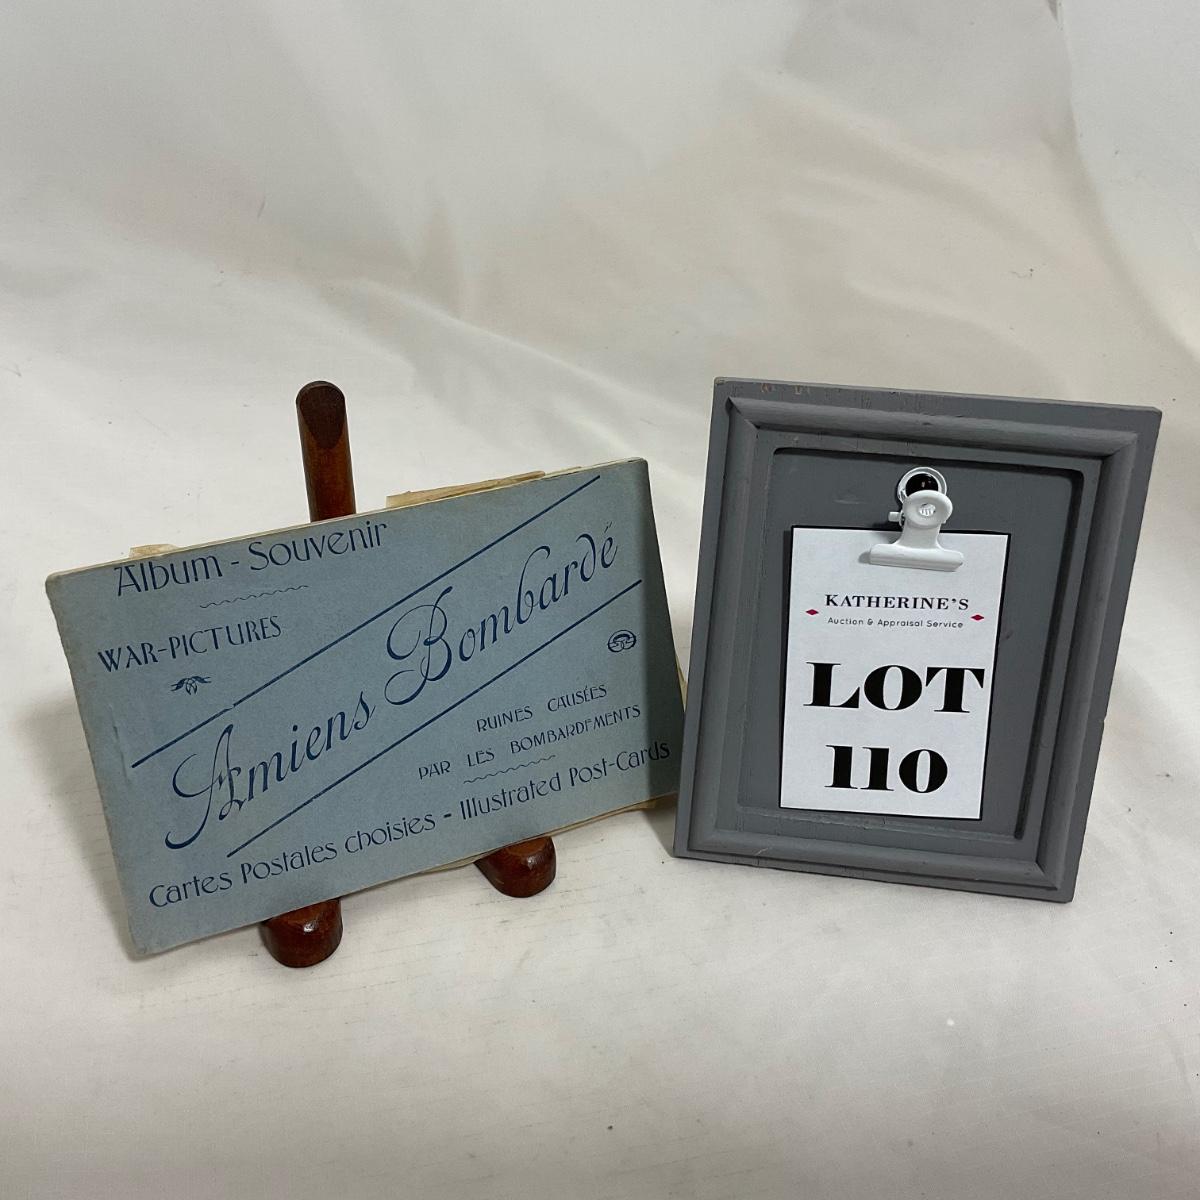 Album - Souvenir
WAR-PICTURES
Amiens Bombardé
RUINES CAUSÉES
PAR LES BOMBARDEMENTS
Cartes Postales choisies - Illustrated Post-Cards
KATHERINE'S
Auction & Appraisal Service
LOT
110